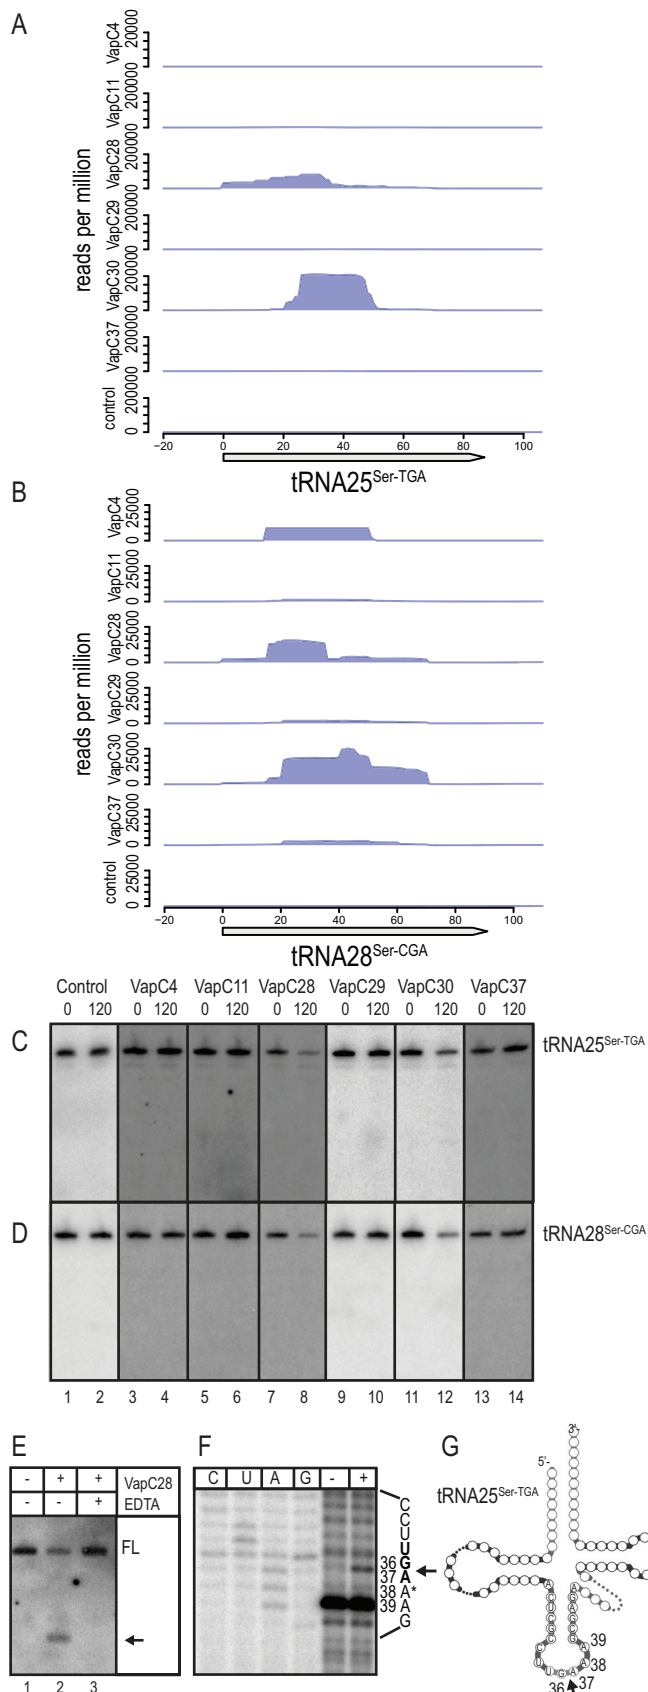 A
reads per million
VapC4
0 20000
VapC11
0 200000
VapC28
0 200000
VapC29
0 200000
VapC30
0 200000
VapC37
0 200000
control
0 200000
−20 0 20 40 60 80 100
tRNA25Ser-TGA
B
reads per million
VapC4
0 25000
VapC11
0 25000
VapC28
0 25000
VapC29
0 25000
VapC30
0 25000
VapC37
0 25000
control
0 25000
−20 0 20 40 60 80 100
tRNA28Ser-CGA
Control VapC4 VapC11 VapC28 VapC29 VapC30 VapC37
0 120 0 120 0 120 0 120 0 120 0 120 0 120
C
tRNA25Ser-TGA
D
tRNA28Ser-CGA
1 2 3 4 5 6 7 8 9 10 11 12 13 14
E
- + + VapC28
- - + EDTA
FL
1 2 3
F
C U A G - +
C
C
U
U
U
36 G
37 A
38 A*
39 A
G
G
tRNA25Ser-TGA
5'-
3'-
A
C
U
C
G
C
C
U
U
G
A
A
A
G
C
G
A
G
A
39
38
37
36